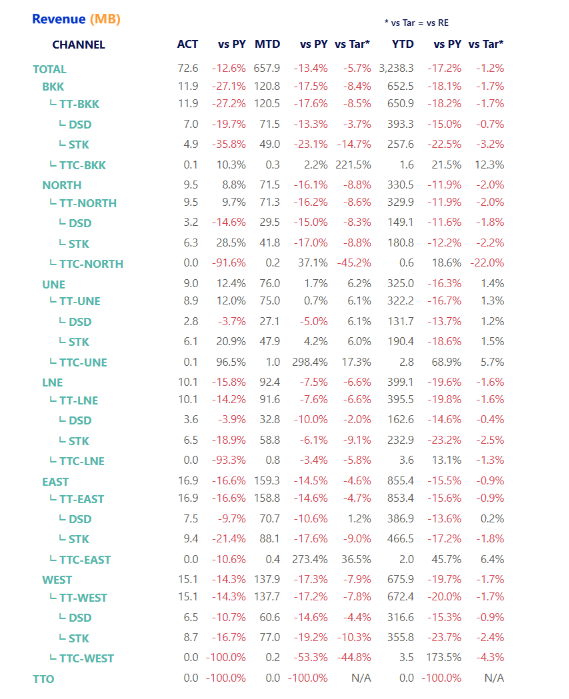 Revenue (MB)
* vs Tar = vs RE
CHANNEL ACT vs PY MTD vs PY vs Tar* YTD vs PY vs Tar*
TOTAL 72.6 -12.6% 657.9 -13.4% -5.7% 3,238.3 -17.2% -1.2%
BKK 11.9 -27.1% 120.8 -17.5% -8.4% 652.5 -18.1% -1.7%
└ TT-BKK 11.9 -27.2% 120.5 -17.6% -8.5% 650.9 -18.2% -1.7%
└ DSD 7.0 -19.7% 71.5 -13.3% -3.7% 393.3 -15.0% -0.7%
└ STK 4.9 -35.8% 49.0 -23.1% -14.7% 257.6 -22.5% -3.2%
└ TTC-BKK 0.1 10.3% 0.3 2.2% 221.5% 1.6 21.5% 12.3%
NORTH 9.5 8.8% 71.5 -16.1% -8.8% 330.5 -11.9% -2.0%
└ TT-NORTH 9.5 9.7% 71.3 -16.2% -8.6% 329.9 -11.9% -2.0%
└ DSD 3.2 -14.6% 29.5 -15.0% -8.3% 149.1 -11.6% -1.8%
└ STK 6.3 28.5% 41.8 -17.0% -8.8% 180.8 -12.2% -2.2%
└ TTC-NORTH 0.0 -91.6% 0.2 37.1% -45.2% 0.6 18.6% -22.0%
UNE 9.0 12.4% 76.0 1.7% 6.2% 325.0 -16.3% 1.4%
└ TT-UNE 8.9 12.0% 75.0 0.7% 6.1% 322.2 -16.7% 1.3%
└ DSD 2.8 -3.7% 27.1 -5.0% 6.1% 131.7 -13.7% 1.2%
└ STK 6.1 20.9% 47.9 4.2% 6.0% 190.4 -18.6% 1.5%
└ TTC-UNE 0.1 96.5% 1.0 298.4% 17.3% 2.8 68.9% 5.7%
LNE 10.1 -15.8% 92.4 -7.5% -6.6% 399.1 -19.6% -1.6%
└ TT-LNE 10.1 -14.2% 91.6 -7.6% -6.6% 395.5 -19.8% -1.6%
└ DSD 3.6 -3.9% 32.8 -10.0% -2.0% 162.6 -14.6% -0.4%
└ STK 6.5 -18.9% 58.8 -6.1% -9.1% 232.9 -23.2% -2.5%
└ TTC-LNE 0.0 -93.3% 0.8 -3.4% -5.8% 3.6 13.1% -1.3%
EAST 16.9 -16.6% 159.3 -14.5% -4.6% 855.4 -15.5% -0.9%
└ TT-EAST 16.9 -16.6% 158.8 -14.6% -4.7% 853.4 -15.6% -0.9%
└ DSD 7.5 -9.7% 70.7 -10.6% 1.2% 386.9 -13.6% 0.2%
└ STK 9.4 -21.4% 88.1 -17.6% -9.0% 466.5 -17.2% -1.8%
└ TTC-EAST 0.0 -10.6% 0.4 273.4% 36.5% 2.0 45.7% 6.4%
WEST 15.1 -14.3% 137.9 -17.3% -7.9% 675.9 -19.7% -1.7%
└ TT-WEST 15.1 -14.3% 137.7 -17.2% -7.8% 672.4 -20.0% -1.7%
└ DSD 6.5 -10.7% 60.6 -14.6% -4.4% 316.6 -15.3% -0.9%
└ STK 8.7 -16.7% 77.0 -19.2% -10.3% 355.8 -23.7% -2.4%
└ TTC-WEST 0.0 -100.0% 0.2 -53.3% -44.8% 3.5 173.5% -4.3%
TTO 0.0 -100.0% 0.0 -100.0% N/A 0.0 -100.0% N/A